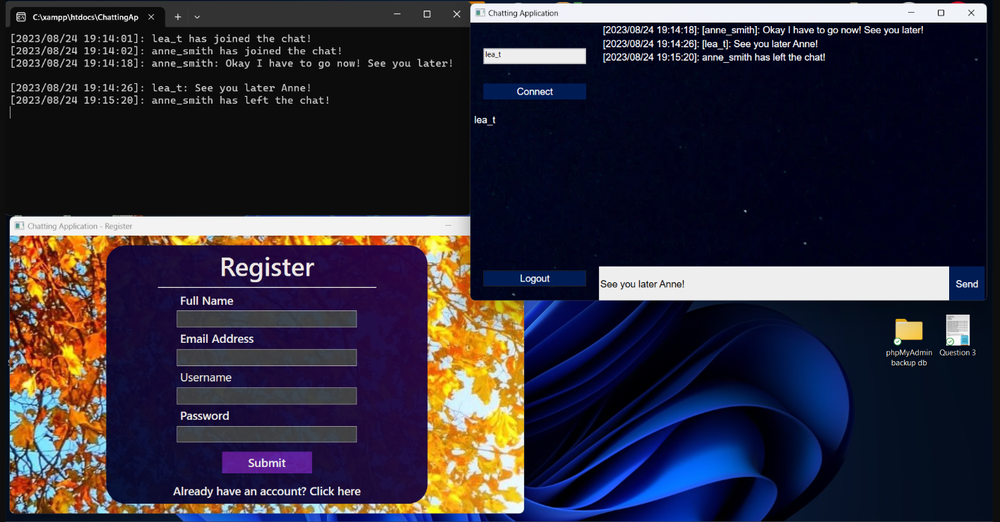 C:\xampp\htdocs\ChattingAp
[2023/08/24 19:14:01]: lea_t has joined the chat!
[2023/08/24 19:14:02]: anne_smith has joined the chat!
[2023/08/24 19:14:18]: anne_smith: Okay I have to go now! See you later!
[2023/08/24 19:14:26]: lea_t: See you later Anne!
[2023/08/24 19:15:20]: anne_smith has left the chat!
Chatting Application
lea_t
Connect
lea_t
Logout
[2023/08/24 19:14:18]: [anne_smith]: Okay I have to go now! See you later!
[2023/08/24 19:14:26]: [lea_t]: See you later Anne!
[2023/08/24 19:15:20]: anne_smith has left the chat!
See you later Anne!
Send
Chatting Application - Register
Register
Full Name
Email Address
Username
Password
Submit
Already have an account? Click here
phpMyAdmin
backup db
Question 3